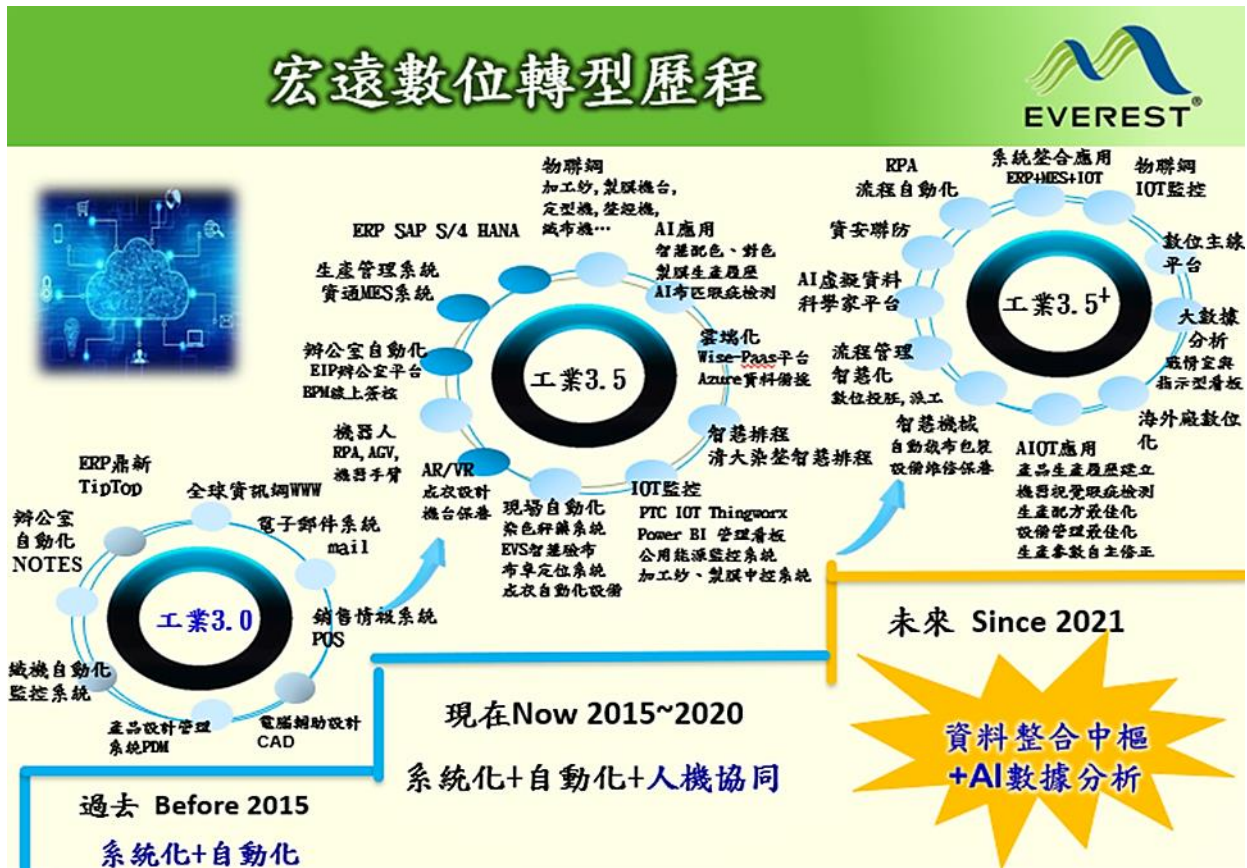 宏遠數位轉型歷程
EVEREST®
ERP鼎新
TipTop
全球資訊網WWW
電子郵件系統
mail
辦公室
自動化
NOTES
工業3.0
銷售情報系統
POS
織機自動化
監控系統
產品設計管理
系統PDM
電腦輔助設計
CAD
過去 Before 2015
系統化+自動化
物聯網
加工紗,製膜機台,
定型機,整經機,
織布機…
ERP SAP S/4 HANA
AI應用
智慧配色、對色
製膜生產履歷
AI布匹瑕疵檢測
生產管理系統
資通MES系統
辦公室自動化
EIP辦公室平台
BPM線上簽核
工業3.5
雲端化
Wise-Paas平台
Azure資料備援
機器人
RPA,AGV,
機器手臂
智慧排程
清大染整智慧排程
AR/VR
成衣設計
機台保養
現場自動化
染色秤藥系統
EVS智慧驗布
布車定位系統
成衣自動化設備
IOT監控
PTC IOT Thingworx
Power BI 管理看板
公用能源監控系統
加工紗、製膜中控系統
現在Now 2015~2020
系統化+自動化+人機協同
RPA
流程自動化
系統整合應用
ERP+MES+IOT
物聯網
IOT監控
資安聯防
數位主線
平台
AI虛擬資料
科學家平台
工業3.5+
大數據
分析
戰情室與
指示型看板
流程管理
智慧化
數位投胚,派工
海外廠數位
化
智慧機械
自動裁布包裝
設備維修保養
AIOT應用
產品生產履歷建立
機器視覺瑕疵檢測
生產配方最佳化
設備管理最佳化
生產參數自主修正
未來 Since 2021
資料整合中樞
+AI數據分析